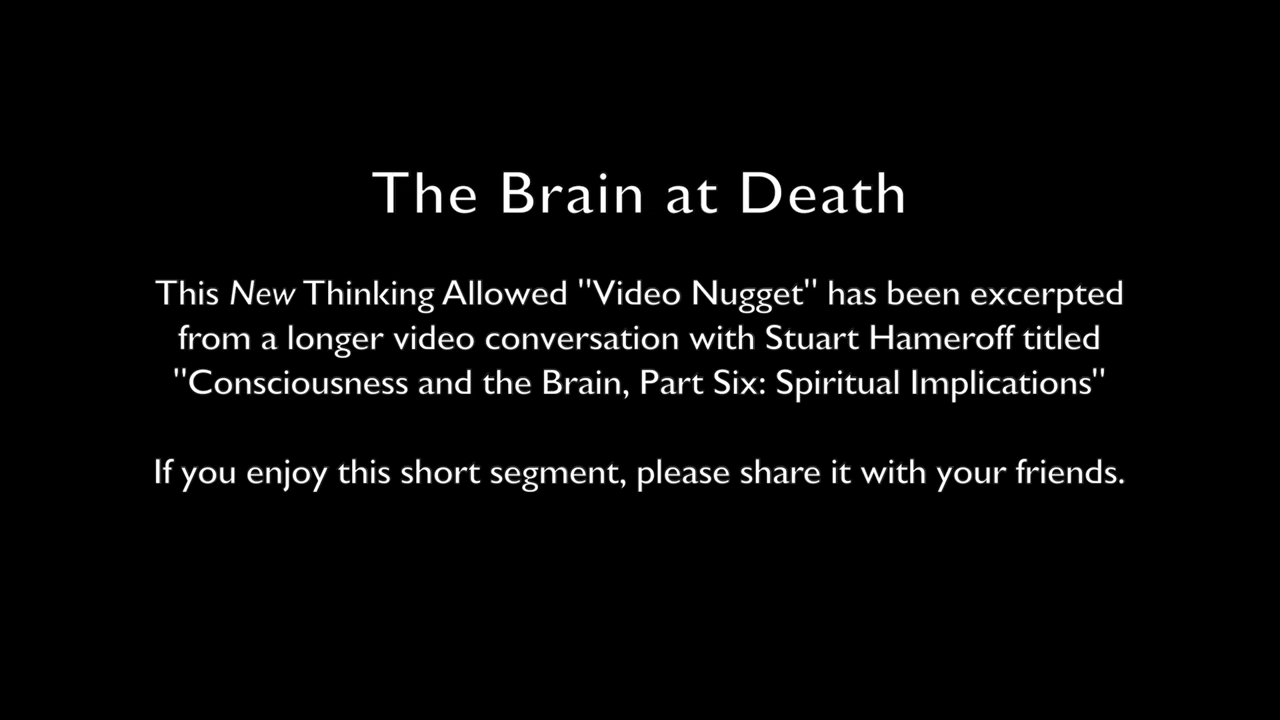 The Brain at Death
This New Thinking Allowed "Video Nugget" has been excerpted
from a longer video conversation with Stuart Hameroff titled
"Consciousness and the Brain, Part Six: Spiritual Implications"
If you enjoy this short segment, please share it with your friends.